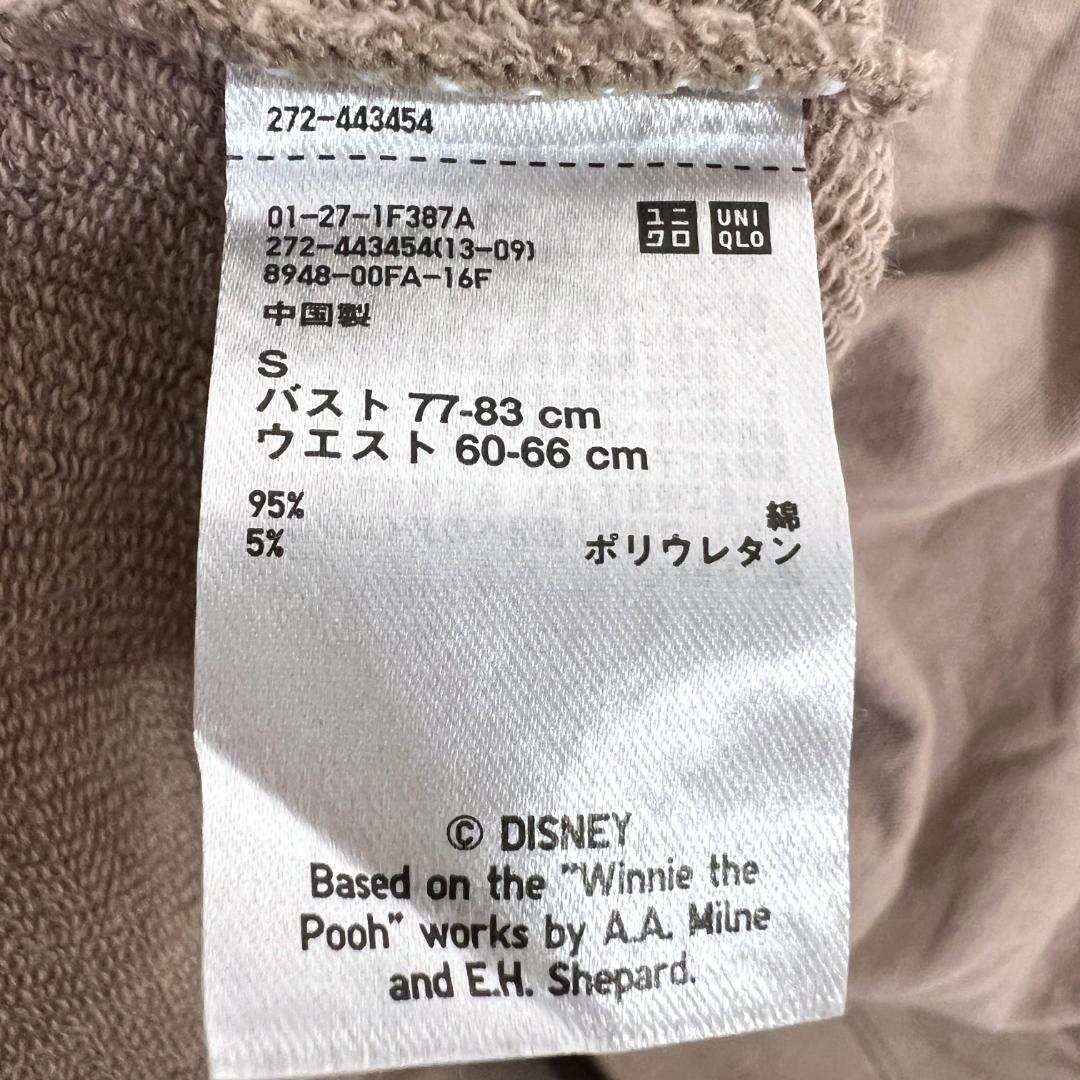 272-443454
01-27-1F387A
272-443454(13-09)
8948-00FA-16F
ユニ
クロ
UNI
QLO
中国製
S
バスト 77-83 cm
ウエスト 60-66 cm
95% 綿
5% ポリウレタン
© DISNEY
Based on the "Winnie the
Pooh" works by A.A. Milne
and E.H. Shepard.